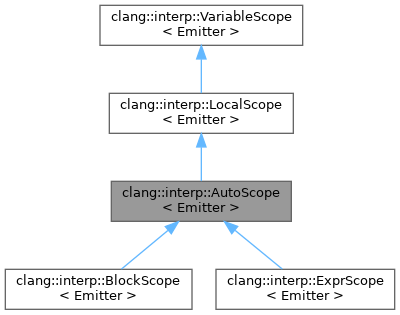 clang::interp::VariableScope
< Emitter >
clang::interp::LocalScope
< Emitter >
clang::interp::AutoScope
< Emitter >
clang::interp::BlockScope
< Emitter >
clang::interp::ExprScope
< Emitter >